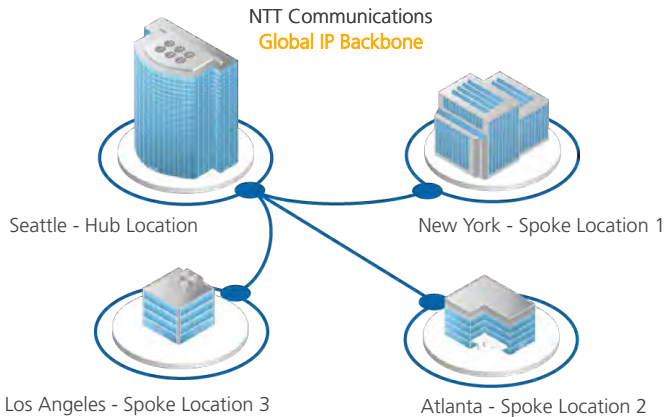 NTT Communications
Global IP Backbone
Seattle - Hub Location
New York - Spoke Location 1
Los Angeles - Spoke Location 3
Atlanta - Spoke Location 2